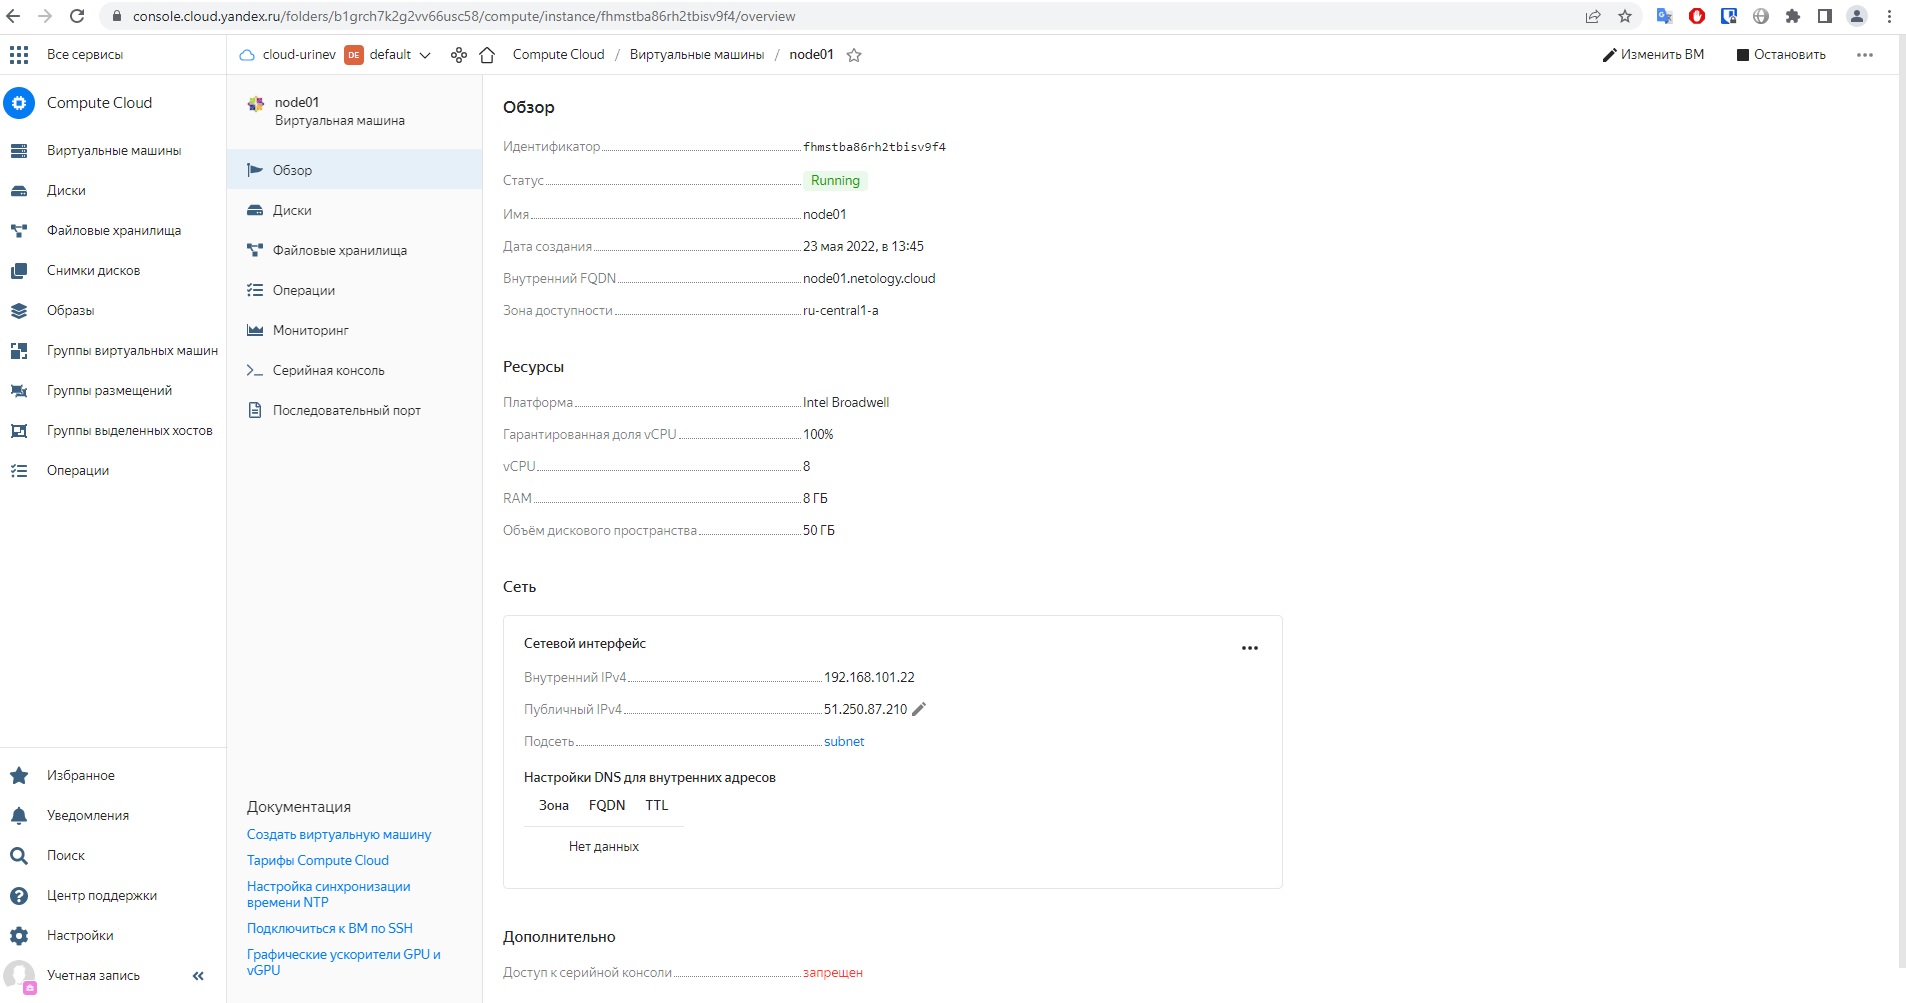 console.cloud.yandex.ru/folders/b1grch7k2g2vv66usc58/compute/instance/fhmstba86rh2tbisv9f4/overview
Все сервисы
cloud-urinev DE default
Compute Cloud / Виртуальные машины / node01
Изменить ВМ
Остановить
Compute Cloud
Виртуальные машины
Диски
Файловые хранилища
Снимки дисков
Образы
Группы виртуальных машин
Группы размещений
Группы выделенных хостов
Операции
Избранное
Уведомления
Поиск
Центр поддержки
Настройки
Учетная запись
node01
Виртуальная машина
Обзор
Диски
Файловые хранилища
Операции
Мониторинг
Серийная консоль
Последовательный порт
Документация
Создать виртуальную машину
Тарифы Compute Cloud
Настройка синхронизации
времени NTP
Подключиться к ВМ по SSH
Графические ускорители GPU и
vGPU
Обзор
Идентификатор fhmstba86rh2tbisv9f4
Статус Running
Имя node01
Дата создания 23 мая 2022, в 13:45
Внутренний FQDN node01.netology.cloud
Зона доступности ru-central1-a
Ресурсы
Платформа Intel Broadwell
Гарантированная доля vCPU 100%
vCPU 8
RAM 8 ГБ
Объём дискового пространства 50 ГБ
Сеть
Сетевой интерфейс
Внутренний IPv4 192.168.101.22
Публичный IPv4 51.250.87.210
Подсеть subnet
Настройки DNS для внутренних адресов
Зона FQDN TTL
Нет данных
Дополнительно
Доступ к серийной консоли запрещен